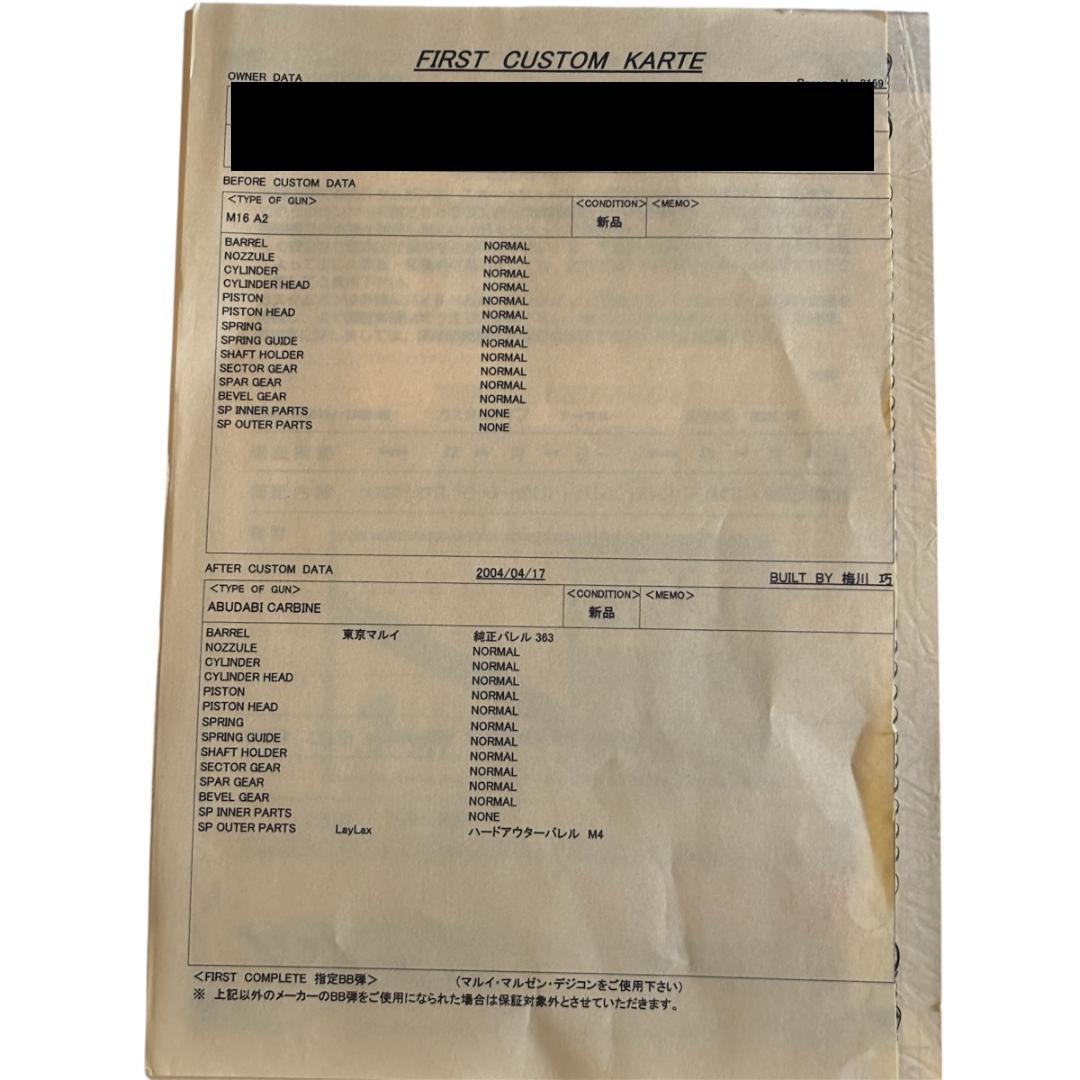 FIRST CUSTOM KARTE
OWNER DATA
BEFORE CUSTOM DATA
<TYPE OF GUN> <CONDITION> <MEMO>
M16 A2 新品
BARREL NORMAL
NOZZULE NORMAL
CYLINDER NORMAL
CYLINDER HEAD NORMAL
PISTON NORMAL
PISTON HEAD NORMAL
SPRING NORMAL
SPRING GUIDE NORMAL
SHAFT HOLDER NORMAL
SECTOR GEAR NORMAL
SPAR GEAR NORMAL
BEVEL GEAR NORMAL
SP INNER PARTS NONE
SP OUTER PARTS NONE
AFTER CUSTOM DATA 2004/04/17 BUILT BY 梅川 巧
<TYPE OF GUN> <CONDITION> <MEMO>
ABUDABI CARBINE 新品
BARREL 東京マルイ 純正バレル 363
NOZZULE NORMAL
CYLINDER NORMAL
CYLINDER HEAD NORMAL
PISTON NORMAL
PISTON HEAD NORMAL
SPRING NORMAL
SPRING GUIDE NORMAL
SHAFT HOLDER NORMAL
SECTOR GEAR NORMAL
SPAR GEAR NORMAL
BEVEL GEAR NORMAL
SP INNER PARTS NONE
SP OUTER PARTS LayLax ハードアウターバレル M4
<FIRST COMPLETE 指定BB弾> (マルイ・マルゼン・デジコンをご使用下さい)
※ 上記以外のメーカーのBB弾をご使用になられた場合は保証対象外とさせていただきます。